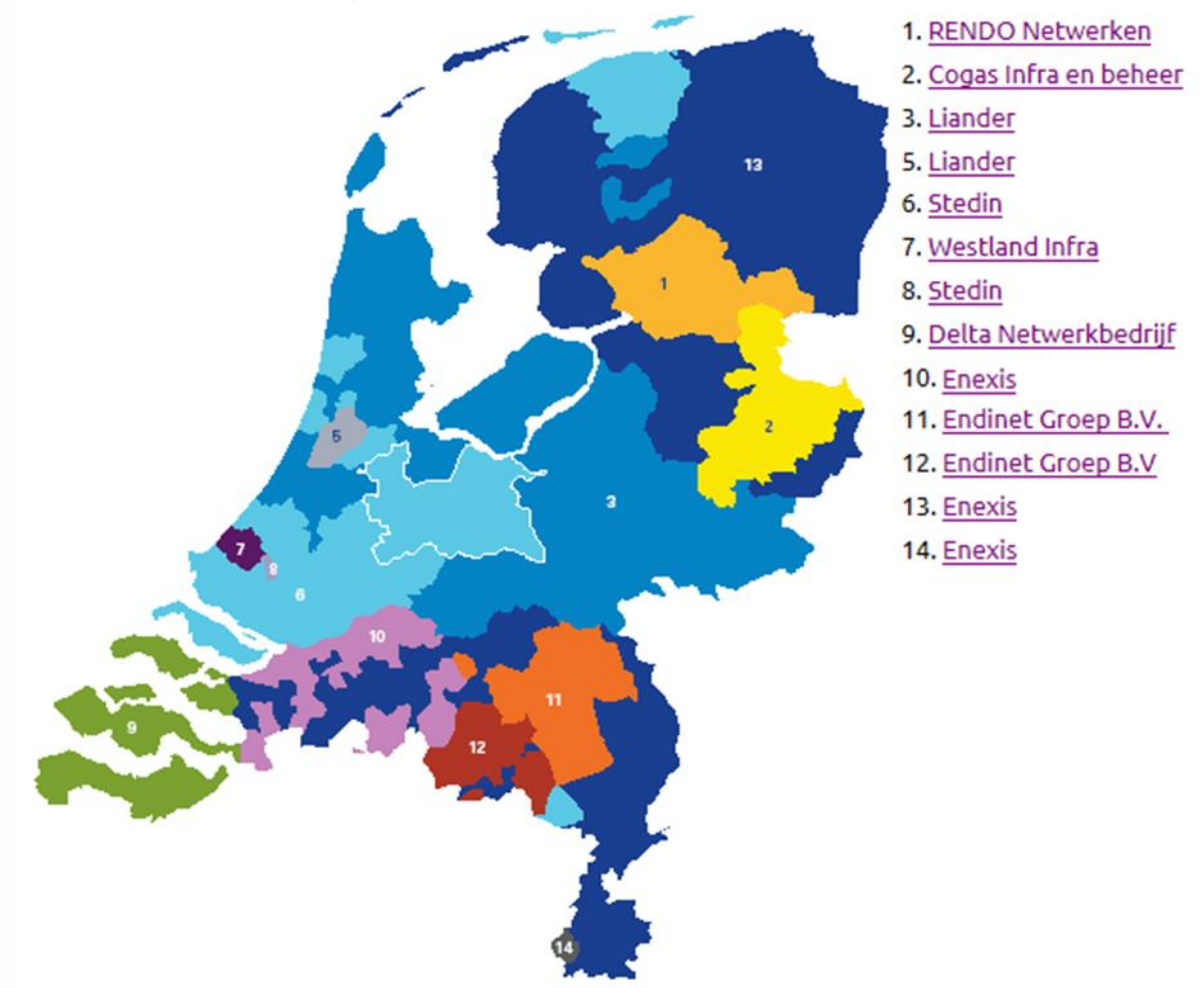 1. RENDO Netwerken
2. Cogas Infra en beheer
3. Liander
5. Liander
6. Stedin
7. Westland Infra
8. Stedin
9. Delta Netwerkbedrijf
10. Enexis
11. Endinet Groep B.V.
12. Endinet Groep B.V
13. Enexis
14. Enexis
13
1
2
5
3
7
8
6
10
11
9
12
14